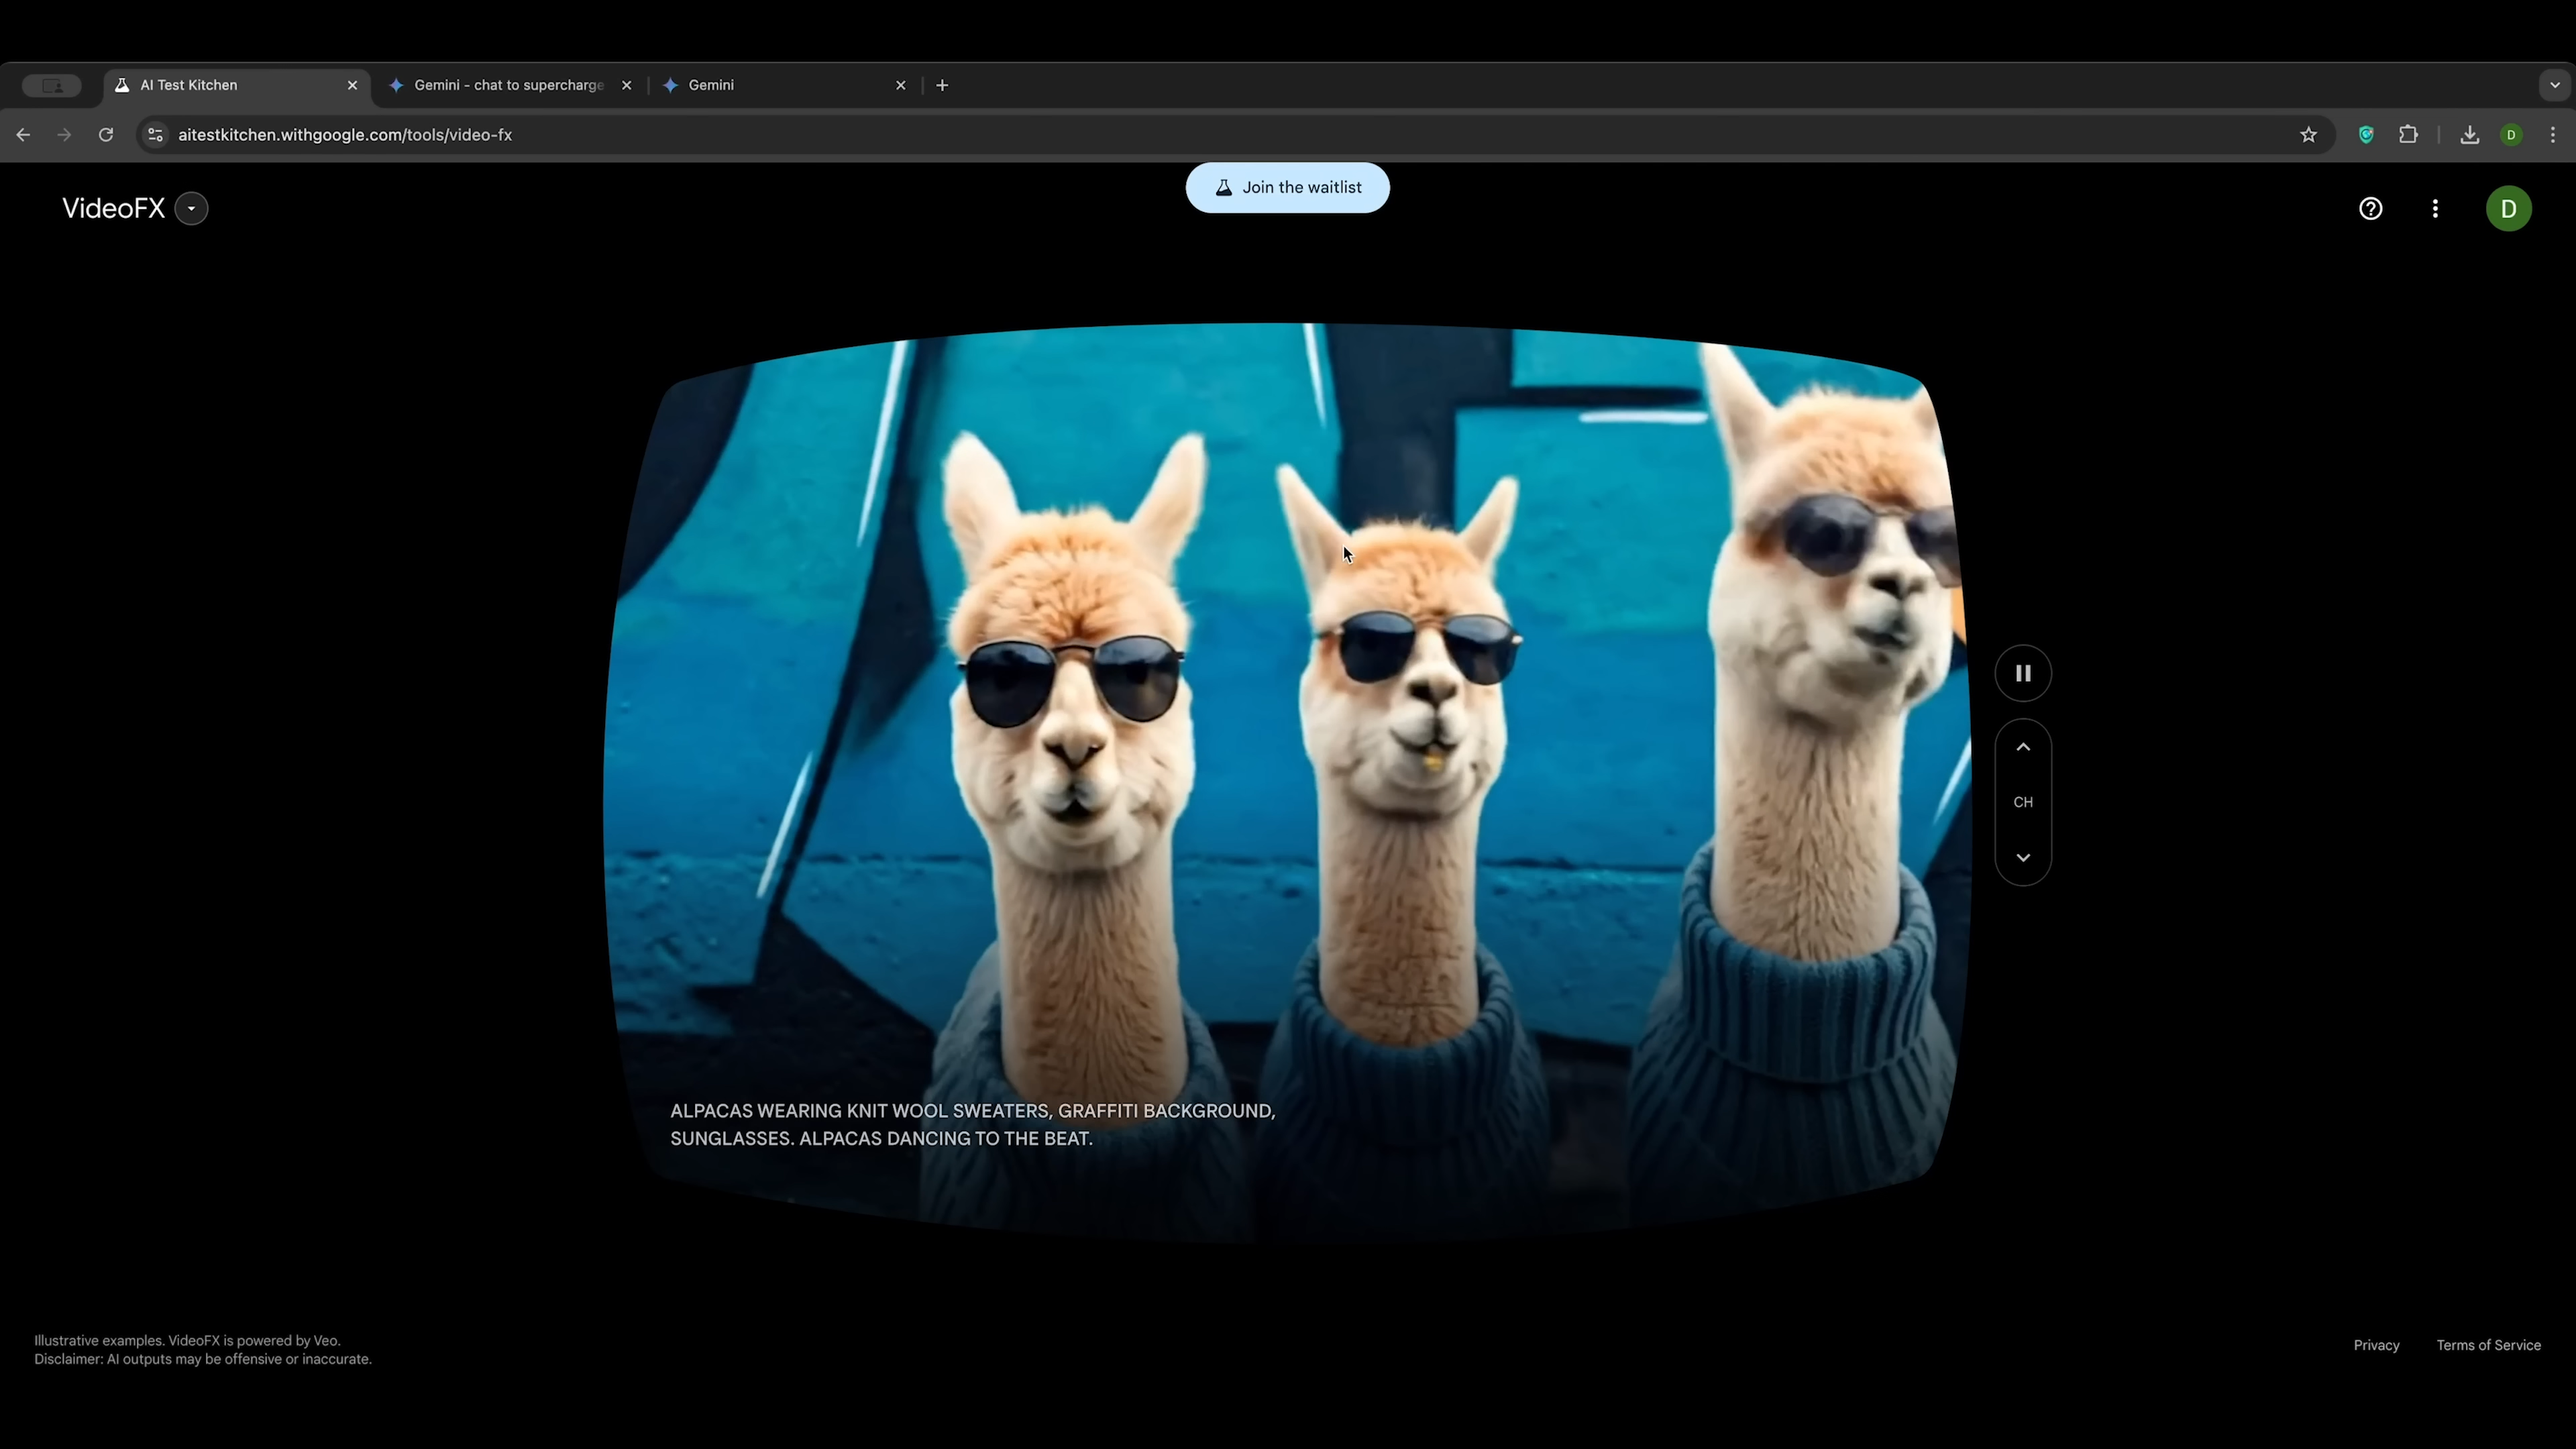 AI Test Kitchen
Gemini - chat to supercharge
Gemini
aitestkitchen.withgoogle.com/tools/video-fx
D
Join the waitlist
VideoFX
D
CH
ALPACAS WEARING KNIT WOOL SWEATERS, GRAFFITI BACKGROUND,
SUNGLASSES. ALPACAS DANCING TO THE BEAT.
Illustrative examples. VideoFX is powered by Veo.
Disclaimer: AI outputs may be offensive or inaccurate.
Privacy
Terms of Service